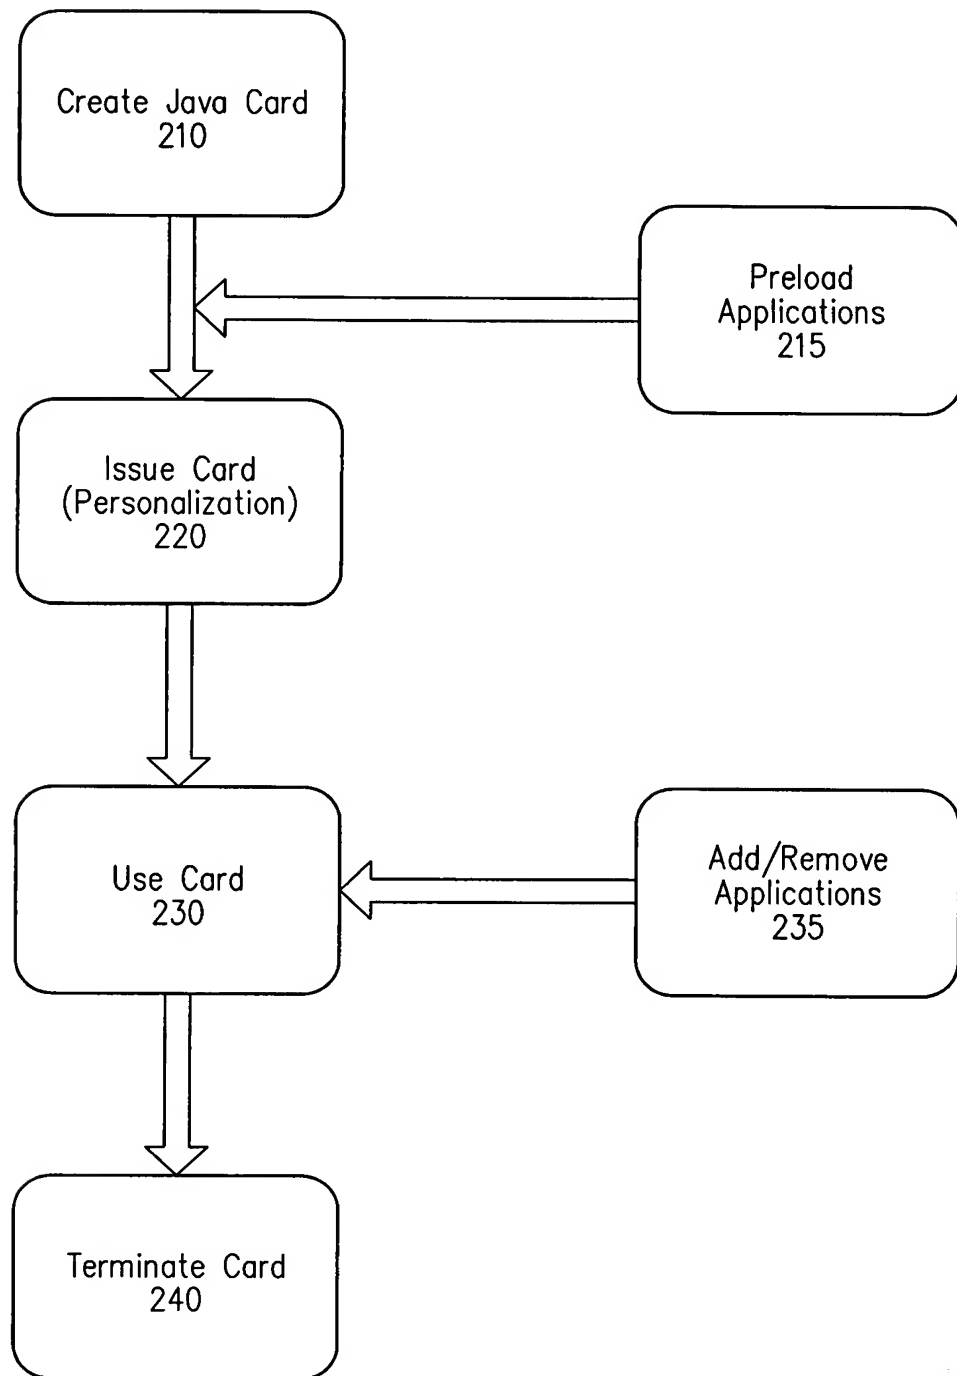 Create Java Card
210
Preload
Applications
215
Issue Card
(Personalization)
220
Use Card
230
Add/Remove
Applications
235
Terminate Card
240